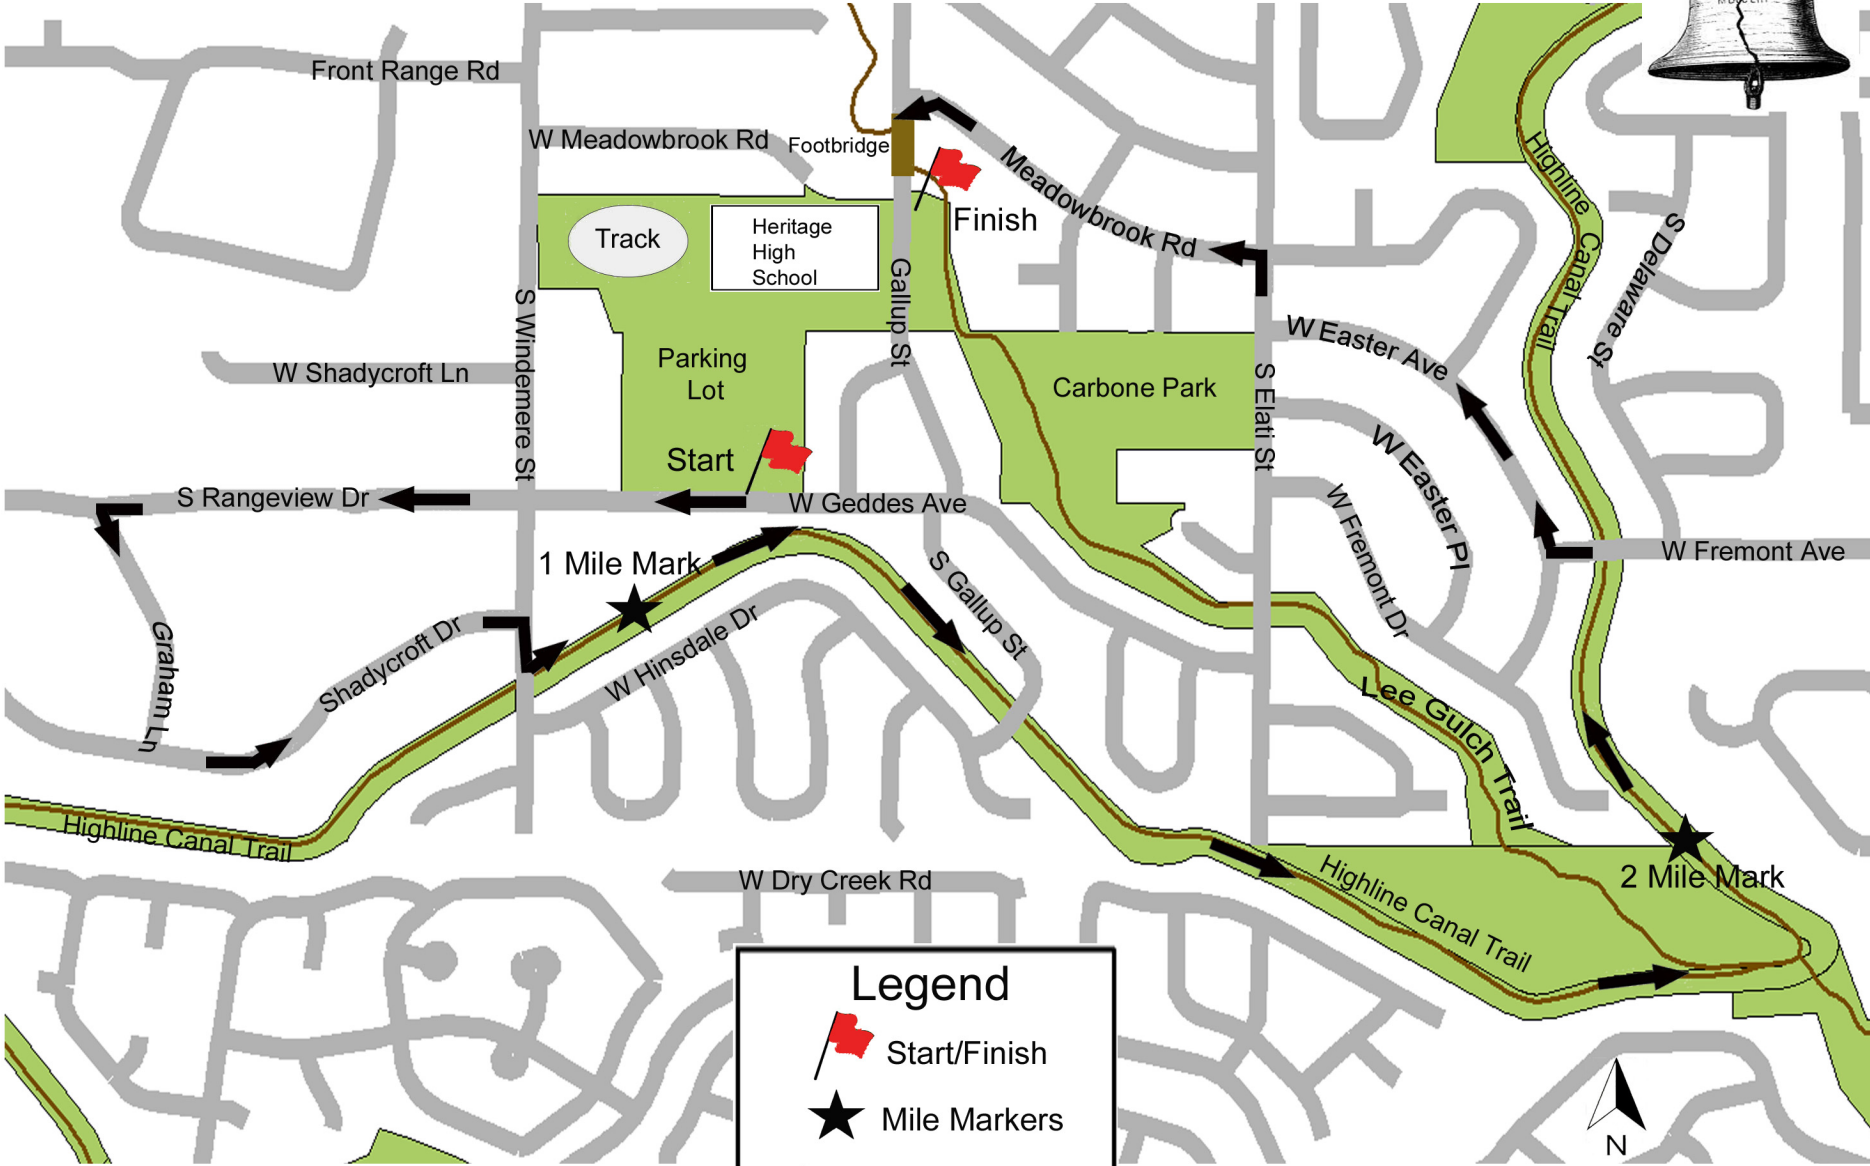 MDCCLIII
Front Range Rd
W Meadowbrook Rd
Footbridge
Meadowbrook Rd
Finish
Track
Heritage
High
School
Gallup St
S Windemere St
W Shadycroft Ln
Parking
Lot
Carbone Park
S Elati St
W Easter Ave
Highline Canal Trail
S Delaware St
Start
S Rangeview Dr
W Geddes Ave
W Easter Pl
W Fremont Dr
W Fremont Ave
1 Mile Mark
S Gallup St
Graham Ln
Shadycroft Dr
W Hinsdale Dr
Lee Gulch Trail
Highline Canal Trail
W Dry Creek Rd
Highline Canal Trail
2 Mile Mark
Legend
Start/Finish
Mile Markers
N